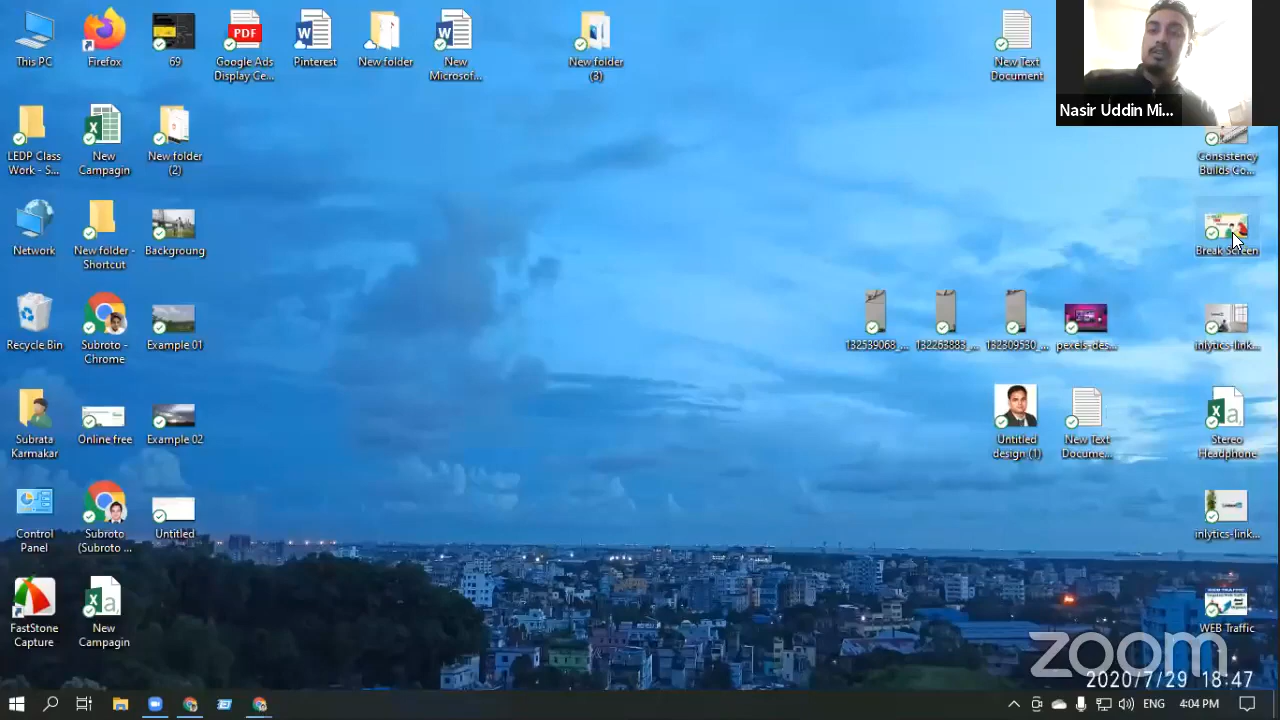 This PC
Firefox
69
Google Ads
Display Ce...
Pinterest
New folder
New
Microsof...
New folder
(3)
New Text
Document
Nasir Uddin Mi...
LEDP Class
Work - S...
New
Campagin
New folder
(2)
Consistency
Builds Co...
Network
New folder -
Shortcut
Backgroung
Break Screen
Recycle Bin
Subroto -
Chrome
Example 01
132539068_...
132263883_...
132309530_...
pexels-des...
inlytics-link...
Subrata
Karmakar
Online free
Example 02
Untitled
design (1)
New Text
Docume...
Stereo
Headphone
Control
Panel
Subroto
(Subroto ...
Untitled
inlytics-link...
FastStone
Capture
New
Campagin
WEB Traffic
zoom
2020/7/29 18:47
ENG
4:04 PM
PDF
WEB TRAFFIC